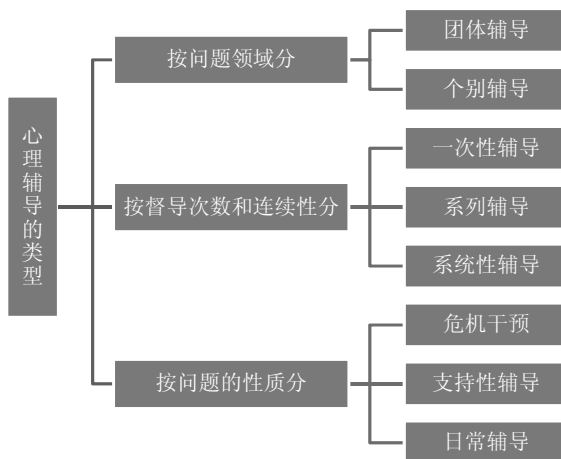 心理辅导的类型
按问题领域分
团体辅导
个别辅导
按督导次数和连续性分
一次性辅导
系列辅导
系统性辅导
按问题的性质分
危机干预
支持性辅导
日常辅导